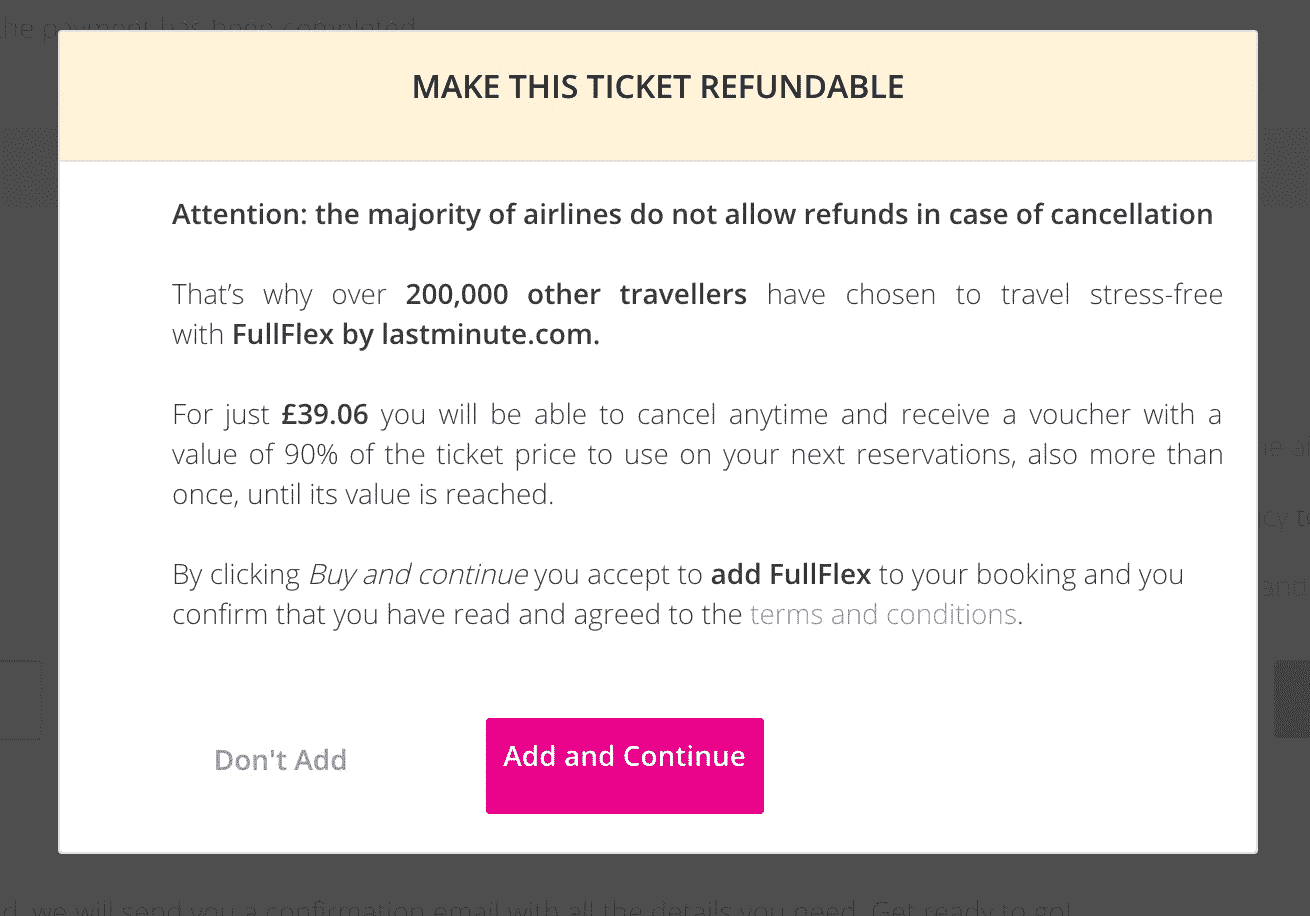 the payment has been completed
MAKE THIS TICKET REFUNDABLE
Attention: the majority of airlines do not allow refunds in case of cancellation
That's why over 200,000 other travellers have chosen to travel stress-free
with FullFlex by lastminute.com.
For just £39.06 you will be able to cancel anytime and receive a voucher with a
value of 90% of the ticket price to use on your next reservations, also more than
once, until its value is reached.
By clicking Buy and continue you accept to add FullFlex to your booking and you
confirm that you have read and agreed to the terms and conditions.
Don't Add
Add and Continue
we will send you a confirmation email with all the details you need. Get ready to go!